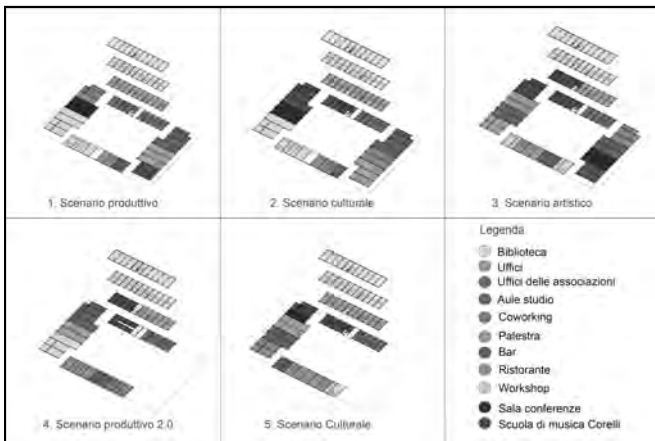 1. Scenario produttivo
2. Scenario culturale
3. Scenario artistico
4. Scenario produttivo 2.0
5. Scenario Culturale
Legenda
Biblioteca
Uffici
Uffici delle associazioni
Aule studio
Coworking
Palestra
Bar
Ristorante
Workshop
Sala conferenze
Scuola di musica Corelli